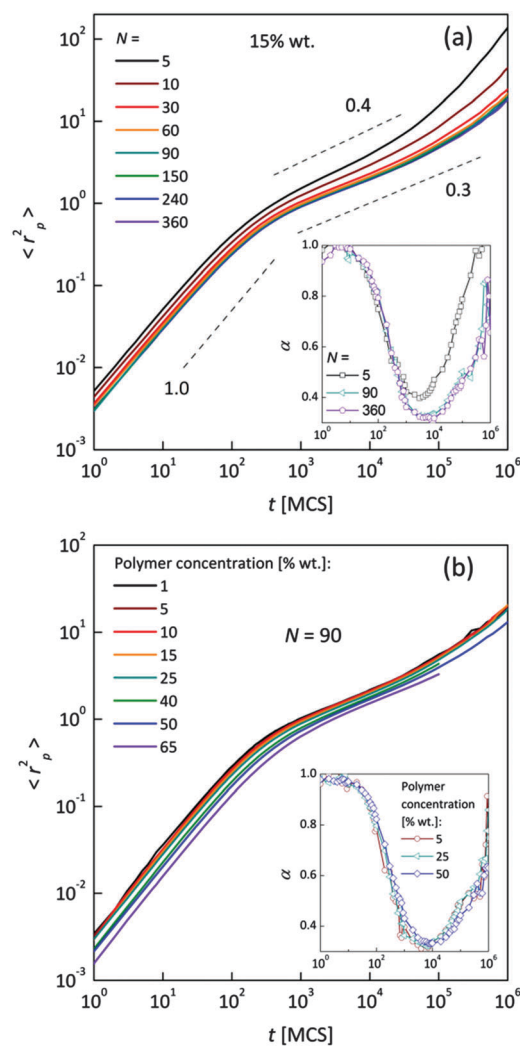 (a)
15% wt.
N =
5
10
30
60
90
150
240
360
0.4
0.3
1.0
10²
10¹
10⁰
10⁻¹
10⁻²
10⁻³
< r²ₚ >
10⁰ 10¹ 10² 10³ 10⁴ 10⁵ 10⁶
t [MCS]
1.0
0.8
0.6
0.4
α
N =
5
90
360
10⁰ 10² 10⁴ 10⁶
t [MCS]
(b)
Polymer concentration [% wt.]:
1
5
10
15
25
40
50
65
N = 90
10²
10¹
10⁰
10⁻¹
10⁻²
10⁻³
< r²ₚ >
10⁰ 10¹ 10² 10³ 10⁴ 10⁵ 10⁶
t [MCS]
1.0
0.8
0.6
0.4
α
Polymer
concentration
[% wt.]:
5
25
50
10⁰ 10² 10⁴ 10⁶
t [MCS]